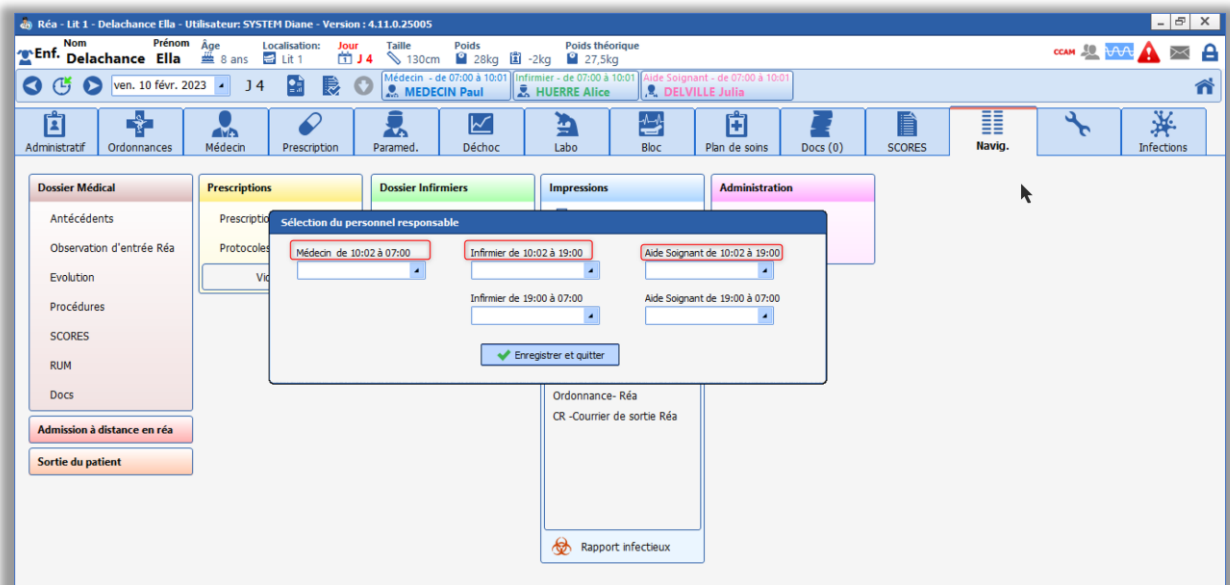 Réa - Lit 1 - Delachance Ella - Utilisateur: SYSTEM Diane - Version : 4.11.0.25005
Nom Prénom Âge Localisation: Jour Taille Poids Poids théorique
Enf. Delachance Ella 8 ans Lit 1 J 4 130cm 28kg -2kg 27,5kg CCAM
ven. 10 févr. 2023 J 4
Médecin - de 07:00 à 10:01 Infirmier - de 07:00 à 10:01 Aide Soignant - de 07:00 à 10:01
MEDECIN Paul HUERRE Alice DELVILLE Julia
Administratif Ordonnances Médecin Prescription Paramed. Déchoc Labo Bloc Plan de soins Docs (0) SCORES Navig. Infections
Dossier Médical Prescriptions Dossier Infirmiers Impressions Administration
Antécédents
Observation d'entrée Réa Protocoles
Evolution
Procédures
SCORES
RUM
Docs
Admission à distance en réa
Sortie du patient
Sélection du personnel responsable
Médecin de 10:02 à 07:00 Infirmier de 10:02 à 19:00 Aide Soignant de 10:02 à 19:00
Infirmier de 19:00 à 07:00 Aide Soignant de 19:00 à 07:00
Enregistrer et quitter
Ordonnance- Réa
CR -Courrier de sortie Réa
Rapport infectieux